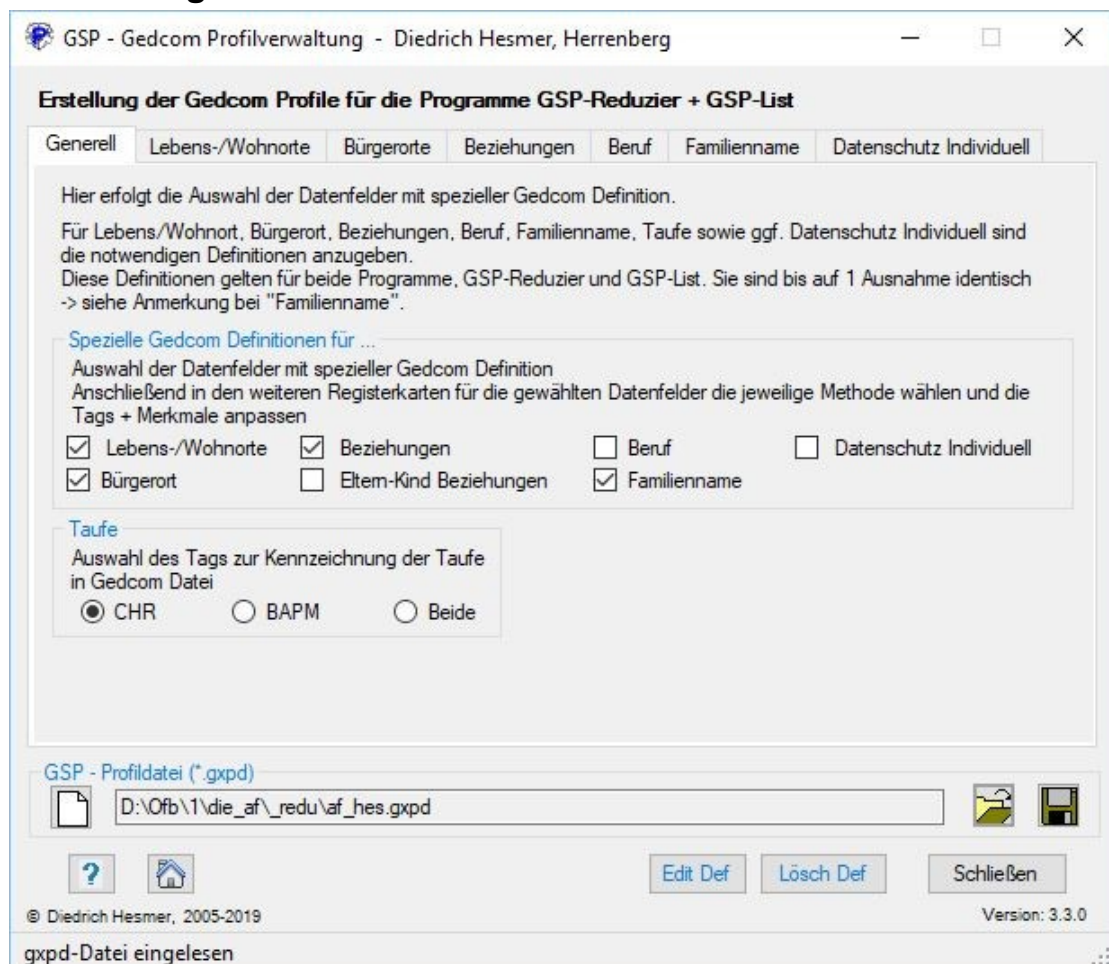 GSP - Gedcom Profilverwaltung - Diedrich Hesmer, Herrenberg
Erstellung der Gedcom Profile für die Programme GSP-Reduzier + GSP-List
Generell Lebens-/Wohnorte Bürgerorte Beziehungen Beruf Familienname Datenschutz Individuell
Hier erfolgt die Auswahl der Datenfelder mit spezieller Gedcom Definition.
Für Lebens/Wohnort, Bürgerort, Beziehungen, Beruf, Familienname, Taufe sowie ggf. Datenschutz Individuell sind
die notwendigen Definitionen anzugeben.
Diese Definitionen gelten für beide Programme, GSP-Reduzier und GSP-List. Sie sind bis auf 1 Ausnahme identisch
-> siehe Anmerkung bei "Familienname".
Spezielle Gedcom Definitionen für ...
Auswahl der Datenfelder mit spezieller Gedcom Definition
Anschließend in den weiteren Registerkarten für die gewählten Datenfelder die jeweilige Methode wählen und die
Tags + Merkmale anpassen
Lebens-/Wohnorte Beziehungen Beruf Datenschutz Individuell
Bürgerort Eltern-Kind Beziehungen Familienname
Taufe
Auswahl des Tags zur Kennzeichnung der Taufe
in Gedcom Datei
CHR BAPM Beide
GSP - Profildatei (*.gxpd)
D:\Ofb\1\die_af\_redu\af_hes.gxpd
? Edit Def Lösch Def Schließen
© Diedrich Hesmer, 2005-2019 Version: 3.3.0
gxpd-Datei eingelesen